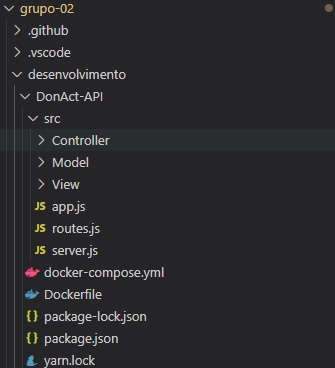 grupo-02
.github
.vscode
desenvolvimento
DonAct-API
src
Controller
Model
View
JS app.js
JS routes.js
JS server.js
docker-compose.yml
Dockerfile
{} package-lock.json
{} package.json
yarn.lock